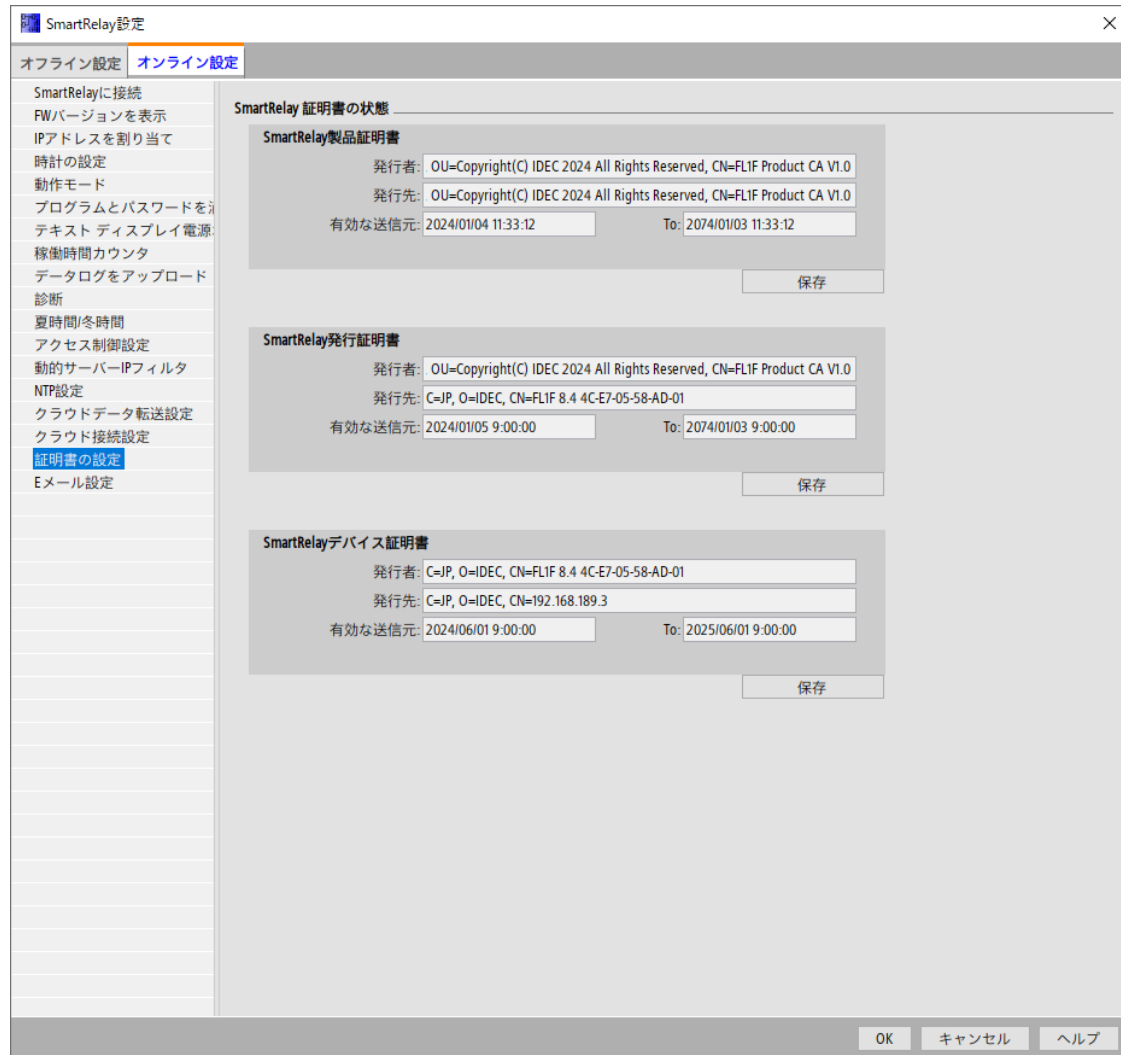 SmartRelay設定
オフライン設定 オンライン設定
SmartRelayに接続
FWバージョンを表示
IPアドレスを割り当て
時計の設定
動作モード
プログラムとパスワードを
テキスト ディスプレイ電源
稼働時間カウンタ
データログをアップロード
診断
夏時間/冬時間
アクセス制御設定
動的サーバーIPフィルタ
NTP設定
クラウドデータ転送設定
クラウド接続設定
証明書の設定
Eメール設定
SmartRelay 証明書の状態
SmartRelay製品証明書
発行者: OU=Copyright(C) IDEC 2024 All Rights Reserved, CN=FL1F Product CA V1.0
発行先: OU=Copyright(C) IDEC 2024 All Rights Reserved, CN=FL1F Product CA V1.0
有効な送信元: 2024/01/04 11:33:12 To: 2074/01/03 11:33:12
保存
SmartRelay発行証明書
発行者: OU=Copyright(C) IDEC 2024 All Rights Reserved, CN=FL1F Product CA V1.0
発行先: C=JP, O=IDEC, CN=FL1F 8.4 4C-E7-05-58-AD-01
有効な送信元: 2024/01/05 9:00:00 To: 2074/01/03 9:00:00
保存
SmartRelayデバイス証明書
発行者: C=JP, O=IDEC, CN=FL1F 8.4 4C-E7-05-58-AD-01
発行先: C=JP, O=IDEC, CN=192.168.189.3
有効な送信元: 2024/06/01 9:00:00 To: 2025/06/01 9:00:00
保存
OK キャンセル ヘルプ